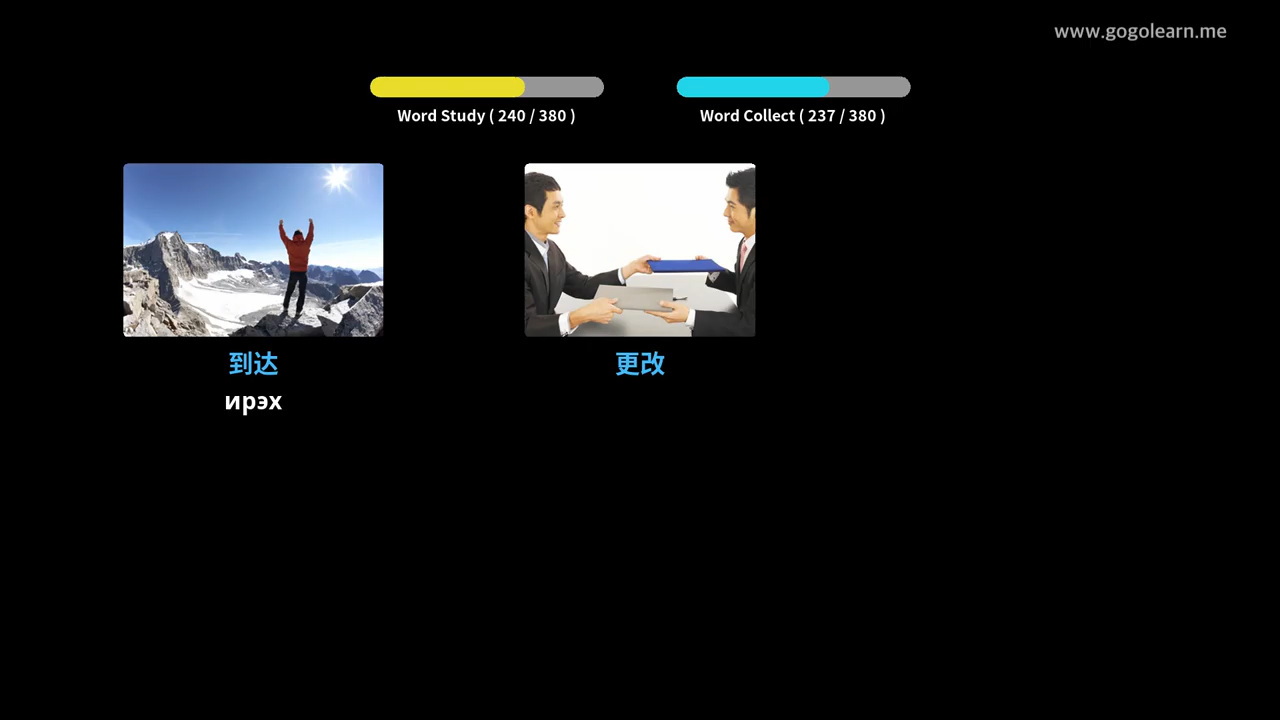 www.gogolearn.me
Word Study ( 240 / 380 )
Word Collect ( 237 / 380 )
到达
更改
ирэх